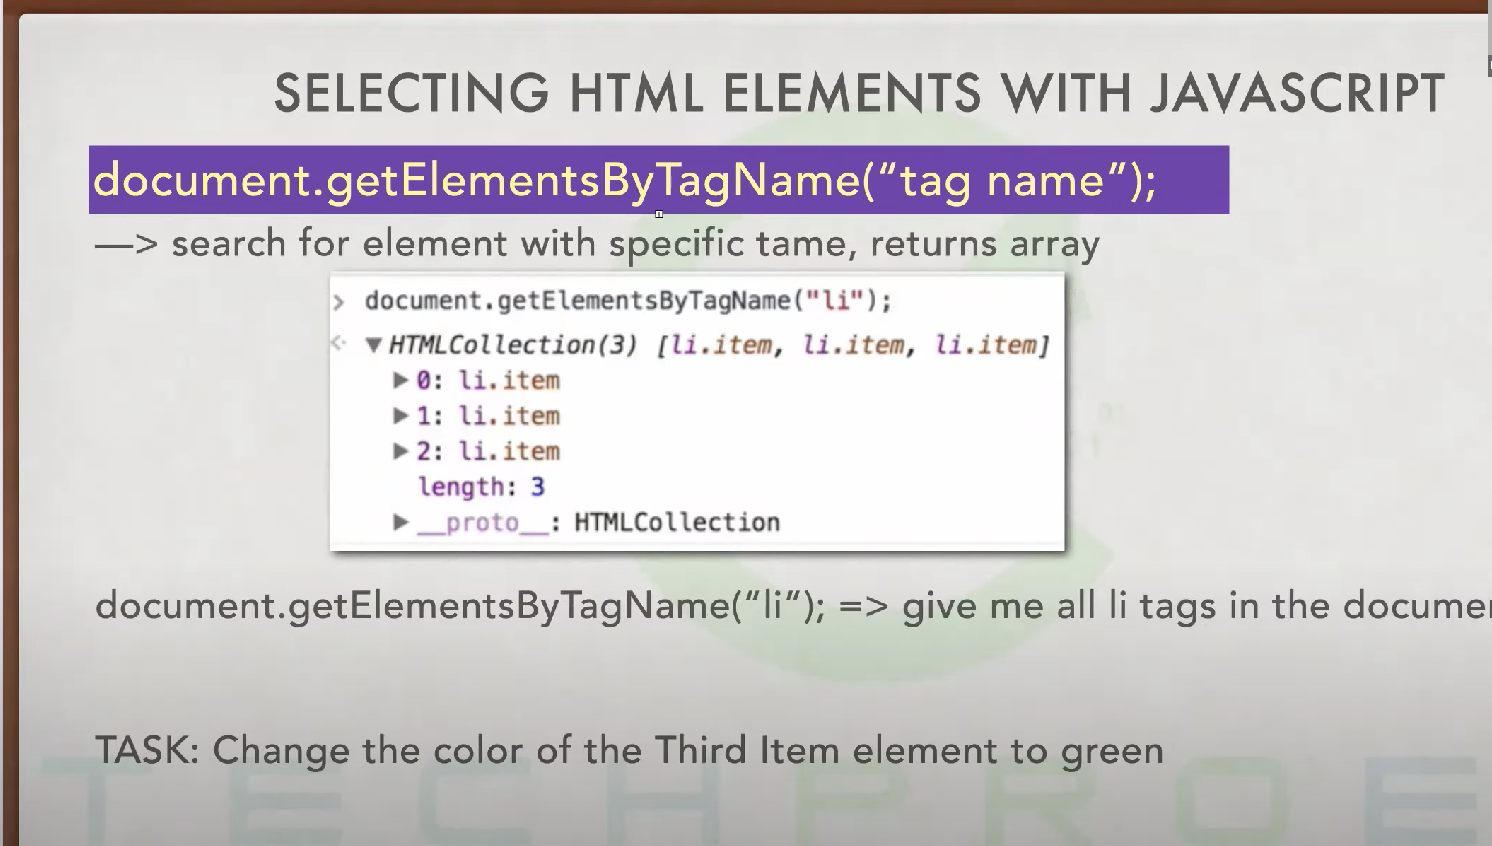 SELECTING HTML ELEMENTS WITH JAVASCRIPT
document.getElementsByTagName(“tag name”);
—> search for element with specific tame, returns array
> document.getElementsByTagName("li");
<· ▼HTMLCollection(3) [li.item, li.item, li.item]
▶0: li.item
▶1: li.item
▶2: li.item
length: 3
▶__proto__: HTMLCollection
document.getElementsByTagName(“li”); => give me all li tags in the docume
TASK: Change the color of the Third Item element to green
TECHPROE